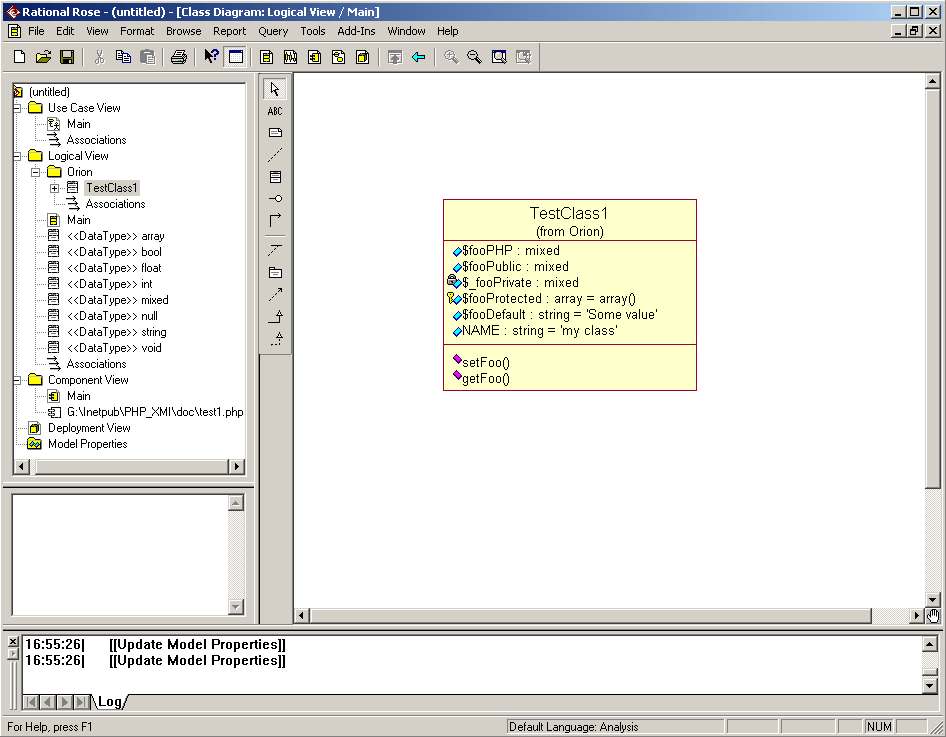 Rational Rose - (untitled) - [Class Diagram: Logical View / Main]
File Edit View Format Browse Report Query Tools Add-Ins Window Help
(untitled)
Use Case View
Main
Associations
Logical View
Orion
TestClass1
Associations
Main
<<DataType>> array
<<DataType>> bool
<<DataType>> float
<<DataType>> int
<<DataType>> mixed
<<DataType>> null
<<DataType>> string
<<DataType>> void
Associations
Component View
Main
G:\Inetpub\PHP_XMI\doc\test1.php
Deployment View
Model Properties
ABC
TestClass1
(from Orion)
$fooPHP : mixed
$fooPublic : mixed
$_fooPrivate : mixed
$fooProtected : array = array()
$fooDefault : string = 'Some value'
NAME : string = 'my class'
setFoo()
getFoo()
16:55:26| [[Update Model Properties]]
16:55:26| [[Update Model Properties]]
Log
For Help, press F1
Default Language: Analysis
NUM